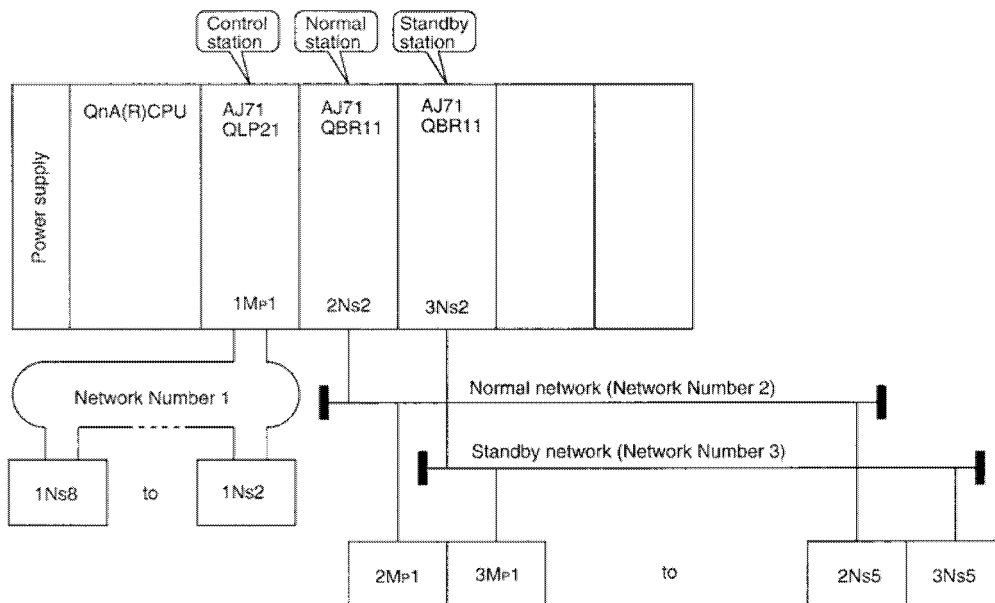 Control
station
Normal
station
Standby
station
Power supply
QnA(R)CPU
AJ71
QLP21
AJ71
QBR11
AJ71
QBR11
1MP1
2NS2
3NS2
Network Number 1
Normal network (Network Number 2)
Standby network (Network Number 3)
1NS8
to
1NS2
2MP1
3MP1
to
2NS5
3NS5